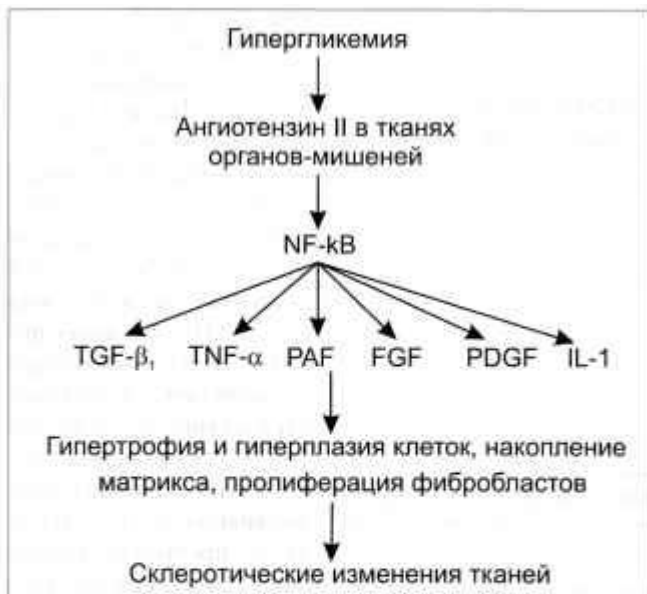 Гипергликемия
Ангиотензин II в тканях
органов-мишеней
NF-kB
TGF-β₁ TNF-α PAF FGF PDGF IL-1
Гипертрофия и гиперплазия клеток, накопление
матрикса, пролиферация фибробластов
Склеротические изменения тканей